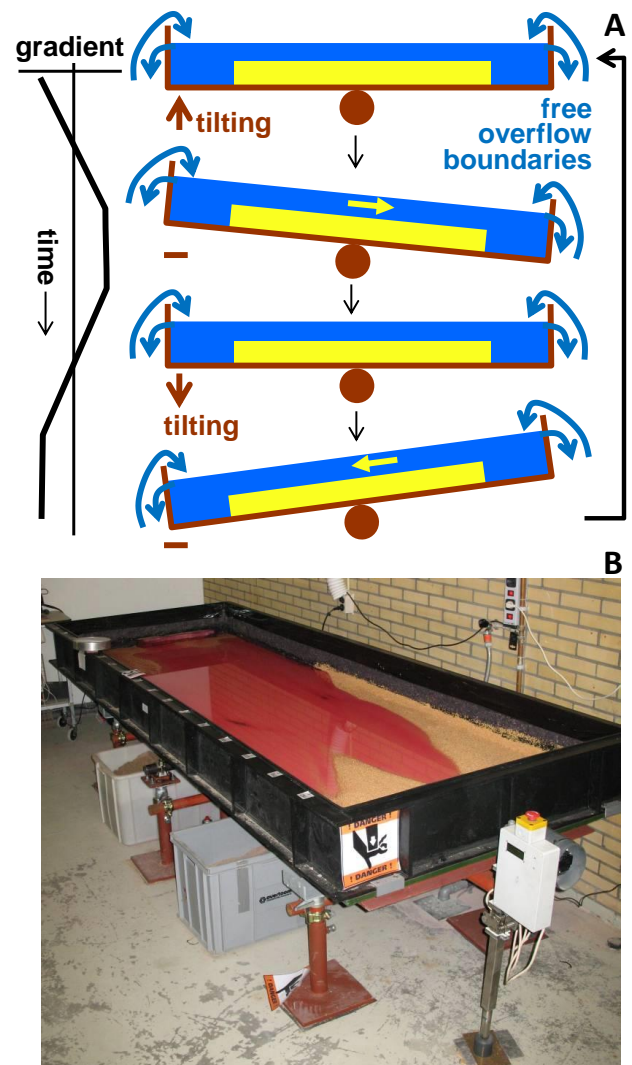 A
gradient
tilting
free
overflow
boundaries
time
tilting
B
! DANGER !
! DANGER !